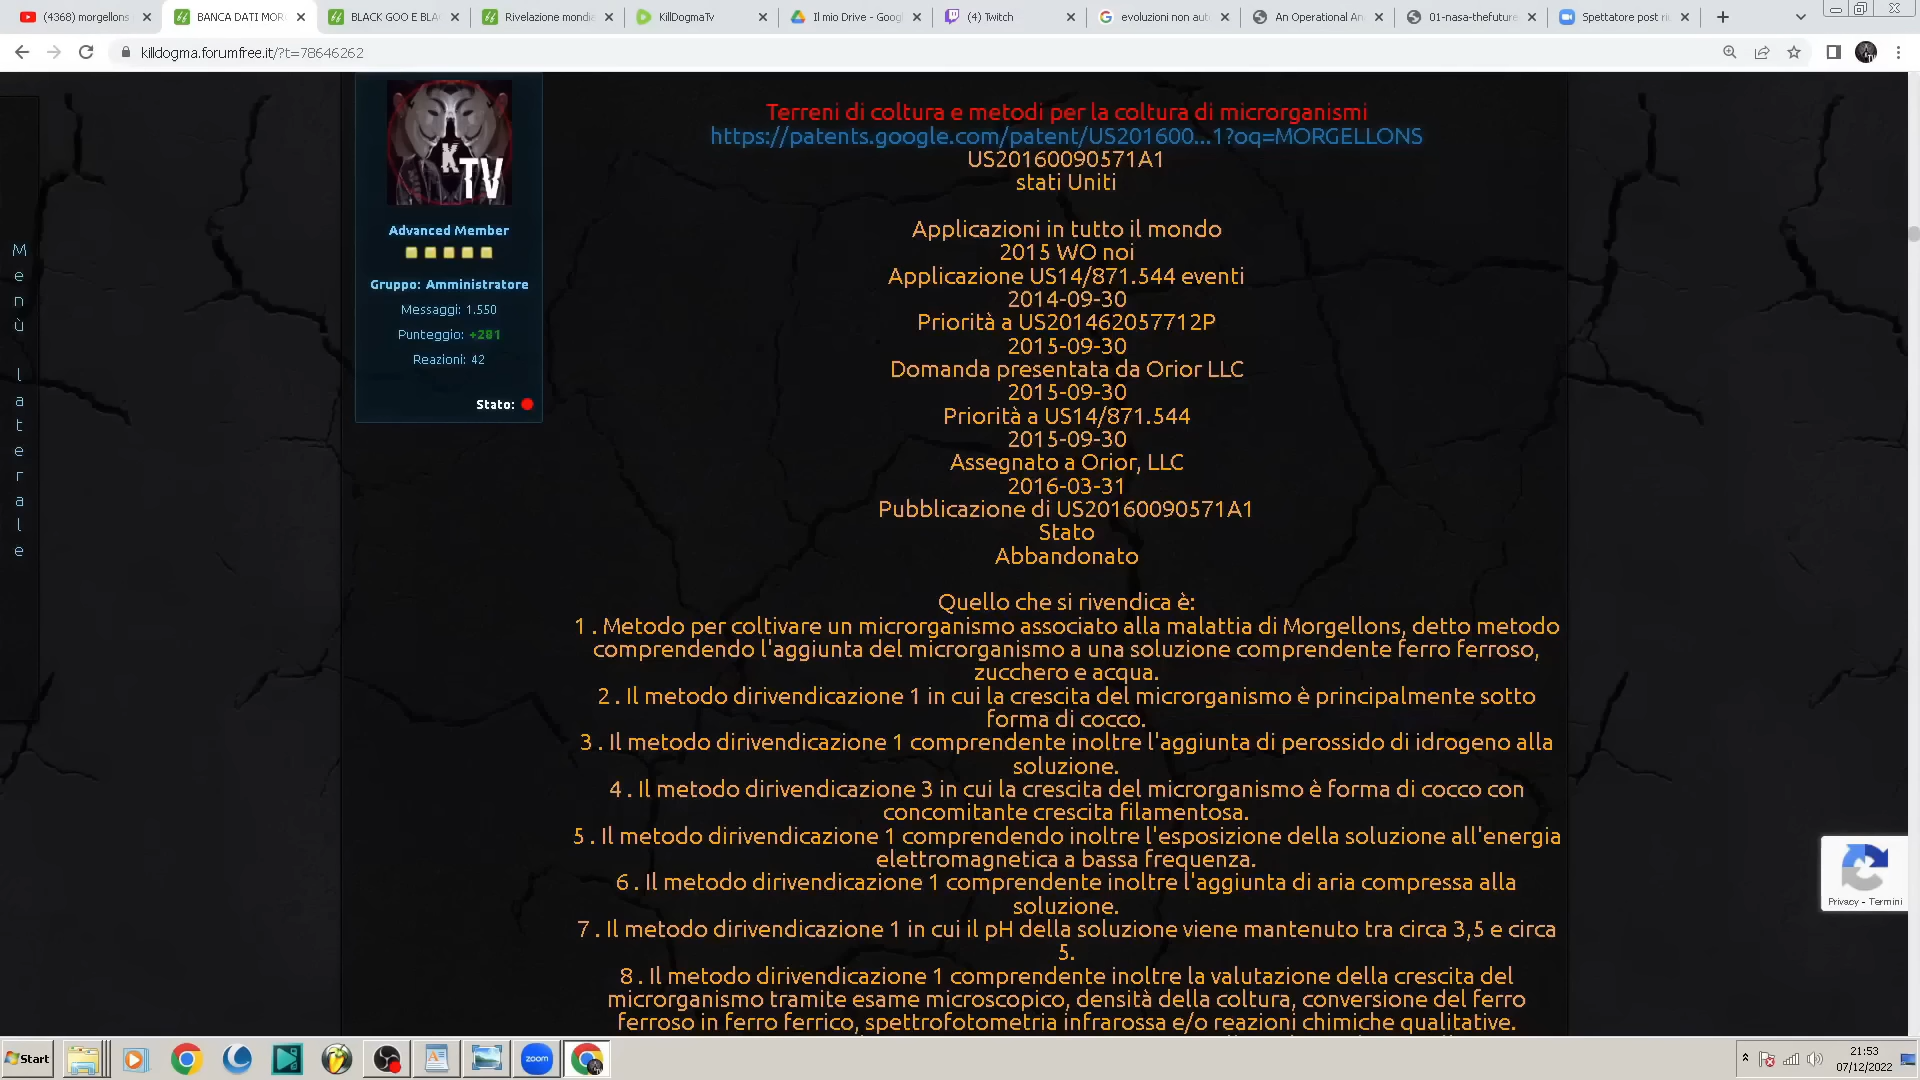 (4368) morgellons
BANCA DATI MOR
BLACK GOO E BLA
Rivelazione mondia
KillDogmaTv
Il mio Drive - Goog
(4) Twitch
evoluzioni non aut
An Operational An
01-nasa-thefuture
Spettatore post ri
killdogma.forumfree.it/?t=78646262
Menù laterale
K TV
Advanced Member
Gruppo: Amministratore
Messaggi: 1.550
Punteggio: +281
Reazioni: 42
Stato:
Terreni di coltura e metodi per la coltura di microrganismi
https://patents.google.com/patent/US201600...1?oq=MORGELLONS
US20160090571A1
stati Uniti
Applicazioni in tutto il mondo
2015 WO noi
Applicazione US14/871.544 eventi
2014-09-30
Priorità a US201462057712P
2015-09-30
Domanda presentata da Orior LLC
2015-09-30
Priorità a US14/871.544
2015-09-30
Assegnato a Orior, LLC
2016-03-31
Pubblicazione di US20160090571A1
Stato
Abbandonato
Quello che si rivendica è:
1 . Metodo per coltivare un microrganismo associato alla malattia di Morgellons, detto metodo
comprendendo l'aggiunta del microrganismo a una soluzione comprendente ferro ferroso,
zucchero e acqua.
2 . Il metodo dirivendicazione 1 in cui la crescita del microrganismo è principalmente sotto
forma di cocco.
3 . Il metodo dirivendicazione 1 comprendente inoltre l'aggiunta di perossido di idrogeno alla
soluzione.
4 . Il metodo dirivendicazione 3 in cui la crescita del microrganismo è forma di cocco con
concomitante crescita filamentosa.
5 . Il metodo dirivendicazione 1 comprendendo inoltre l'esposizione della soluzione all'energia
elettromagnetica a bassa frequenza.
6 . Il metodo dirivendicazione 1 comprendente inoltre l'aggiunta di aria compressa alla
soluzione.
7 . Il metodo dirivendicazione 1 in cui il pH della soluzione viene mantenuto tra circa 3,5 e circa
5.
8 . Il metodo dirivendicazione 1 comprendente inoltre la valutazione della crescita del
microrganismo tramite esame microscopico, densità della coltura, conversione del ferro
ferroso in ferro ferrico, spettrofotometria infrarossa e/o reazioni chimiche qualitative.
Privacy - Termini
Start
zoom
21:53
07/12/2022